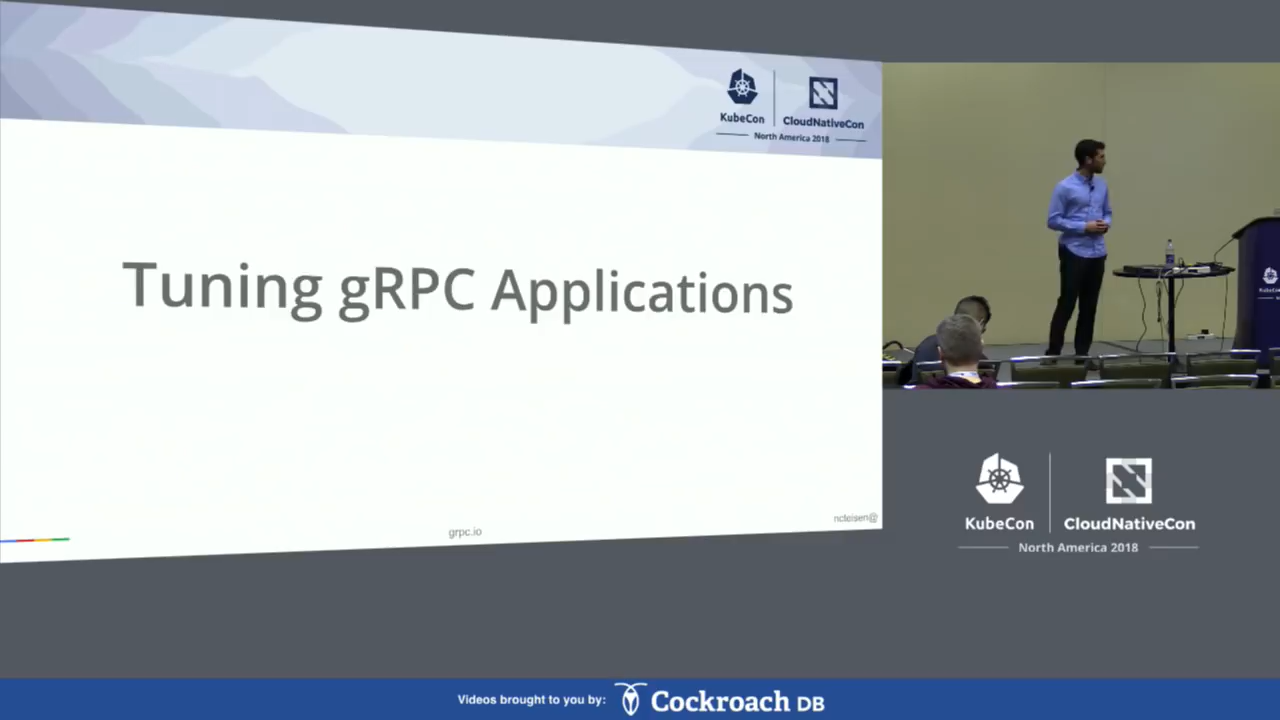 KubeCon
CloudNativeCon
North America 2018
Tuning gRPC Applications
grpc.io
ncteisen@
KubeCon
CloudNativeCon
North America 2018
Videos brought to you by: Cockroach DB